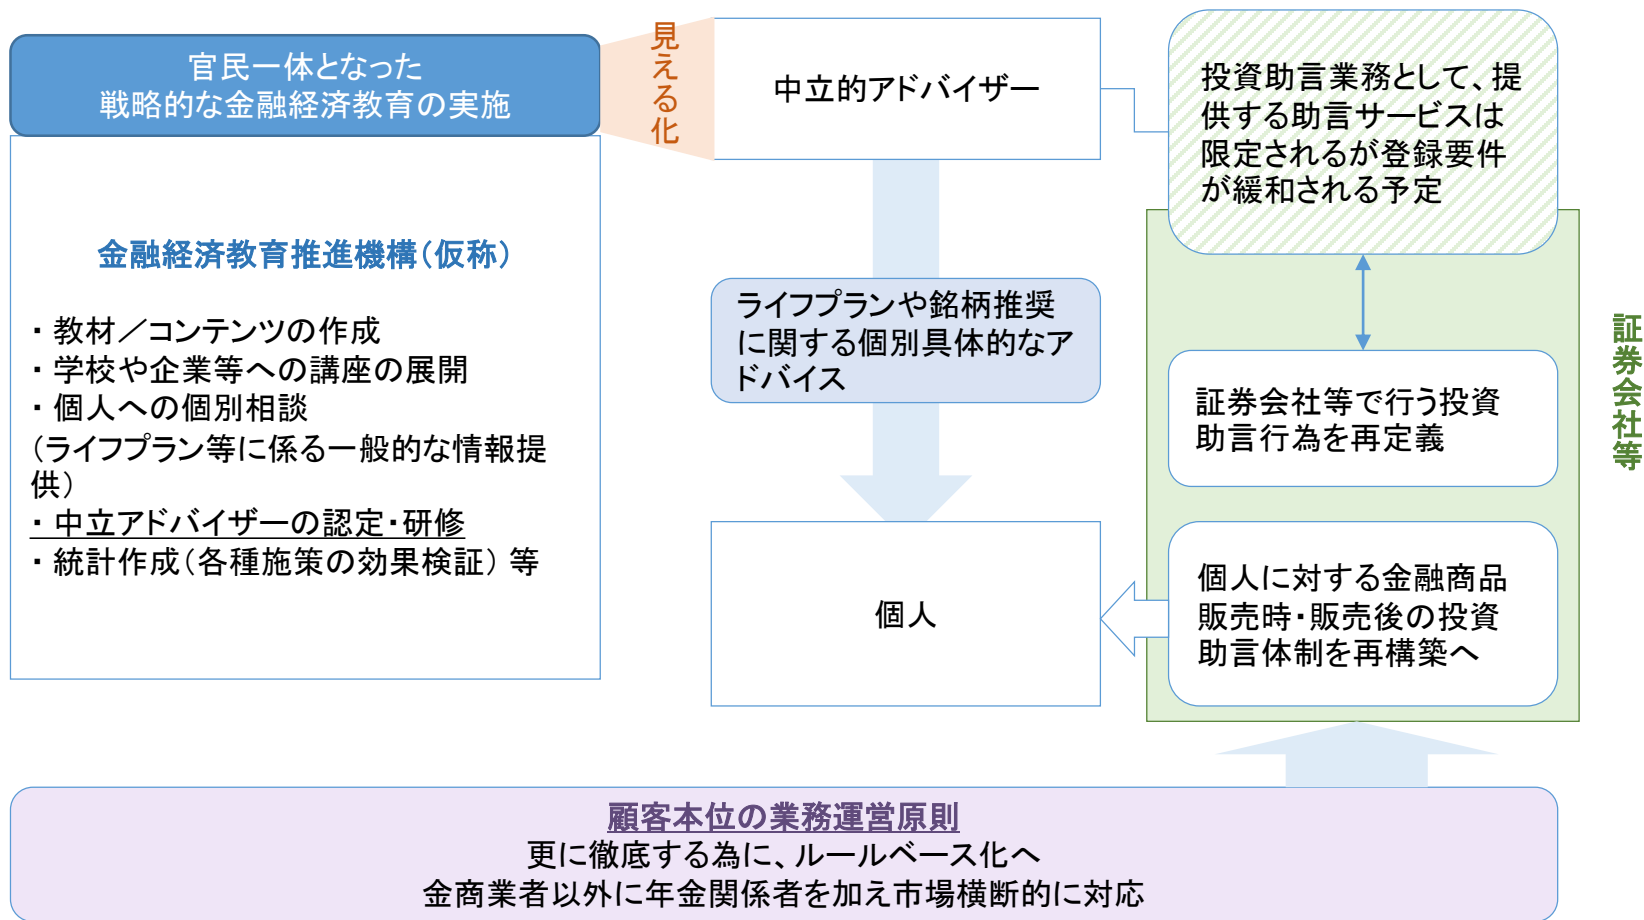 官民一体となった
戦略的な金融経済教育の実施
金融経済教育推進機構（仮称）
・教材／コンテンツの作成
・学校や企業等への講座の展開
・個人への個別相談
（ライフプラン等に係る一般的な情報提
供）
・中立アドバイザーの認定・研修
・統計作成（各種施策の効果検証）等
見える化
中立的アドバイザー
ライフプランや銘柄推奨
に関する個別具体的なア
ドバイス
個人
投資助言業務として、提
供する助言サービスは
限定されるが登録要件
が緩和される予定
証券会社等で行う投資
助言行為を再定義
個人に対する金融商品
販売時・販売後の投資
助言体制を再構築へ
証券会社等
顧客本位の業務運営原則
更に徹底する為に、ルールベース化へ
金商業者以外に年金関係者を加え市場横断的に対応